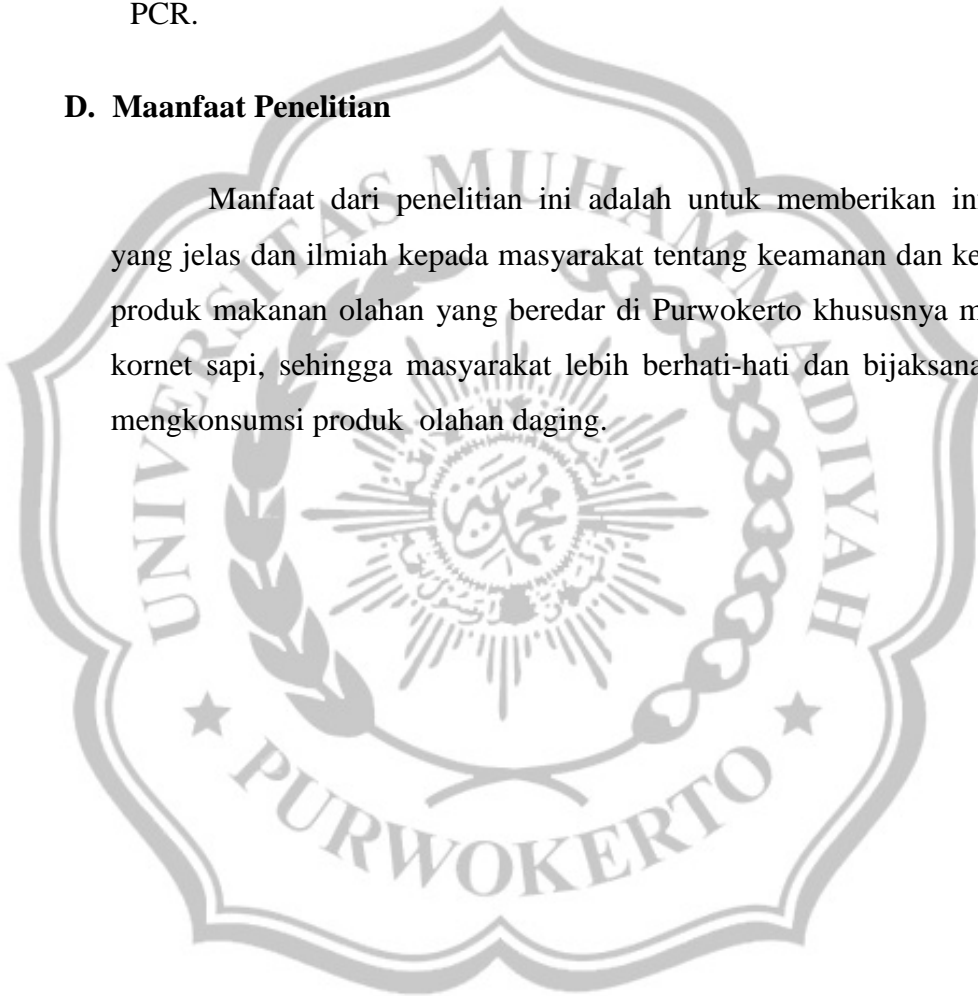 PCR.
D. Maanfaat Penelitian
Manfaat dari penelitian ini adalah untuk memberikan
yang jelas dan ilmiah kepada masyarakat tentang keamanan dan
produk makanan olahan yang beredar di Purwokerto khususnya
kornet sapi, sehingga masyarakat lebih berhati-hati dan bijaksana
mengkonsumsi produk olahan daging.
UNIVERSITAS MUHAMMADIYAH
PURWOKERTO